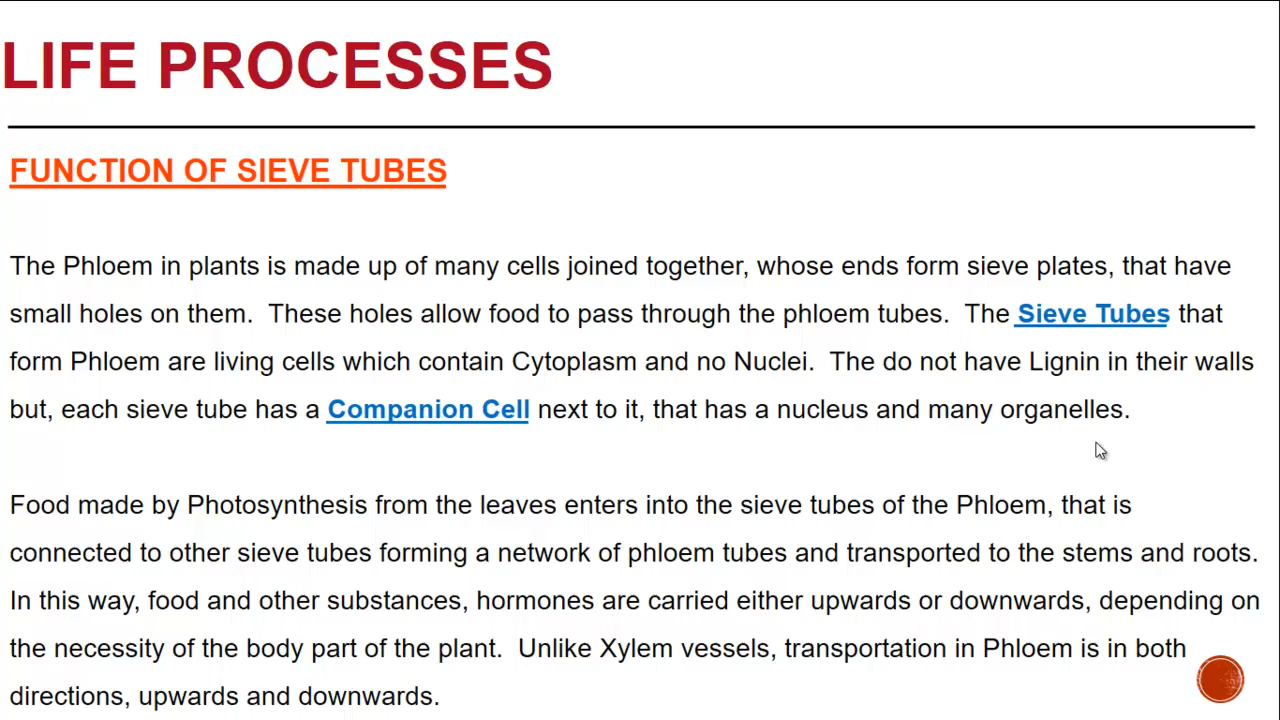 LIFE PROCESSES
FUNCTION OF SIEVE TUBES
The Phloem in plants is made up of many cells joined together, whose ends form sieve plates, that have
small holes on them.  These holes allow food to pass through the phloem tubes.  The Sieve Tubes that
form Phloem are living cells which contain Cytoplasm and no Nuclei.  The do not have Lignin in their walls
but, each sieve tube has a Companion Cell next to it, that has a nucleus and many organelles.
Food made by Photosynthesis from the leaves enters into the sieve tubes of the Phloem, that is
connected to other sieve tubes forming a network of phloem tubes and transported to the stems and roots.
In this way, food and other substances, hormones are carried either upwards or downwards, depending on
the necessity of the body part of the plant.  Unlike Xylem vessels, transportation in Phloem is in both
directions, upwards and downwards.